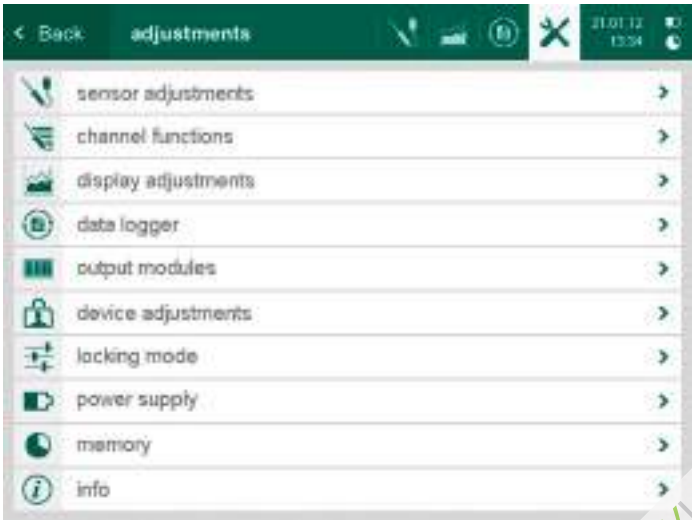 < Back adjustments 21.01.12
13:34
sensor adjustments
channel functions
display adjustments
data logger
output modules
device adjustments
locking mode
power supply
memory
info